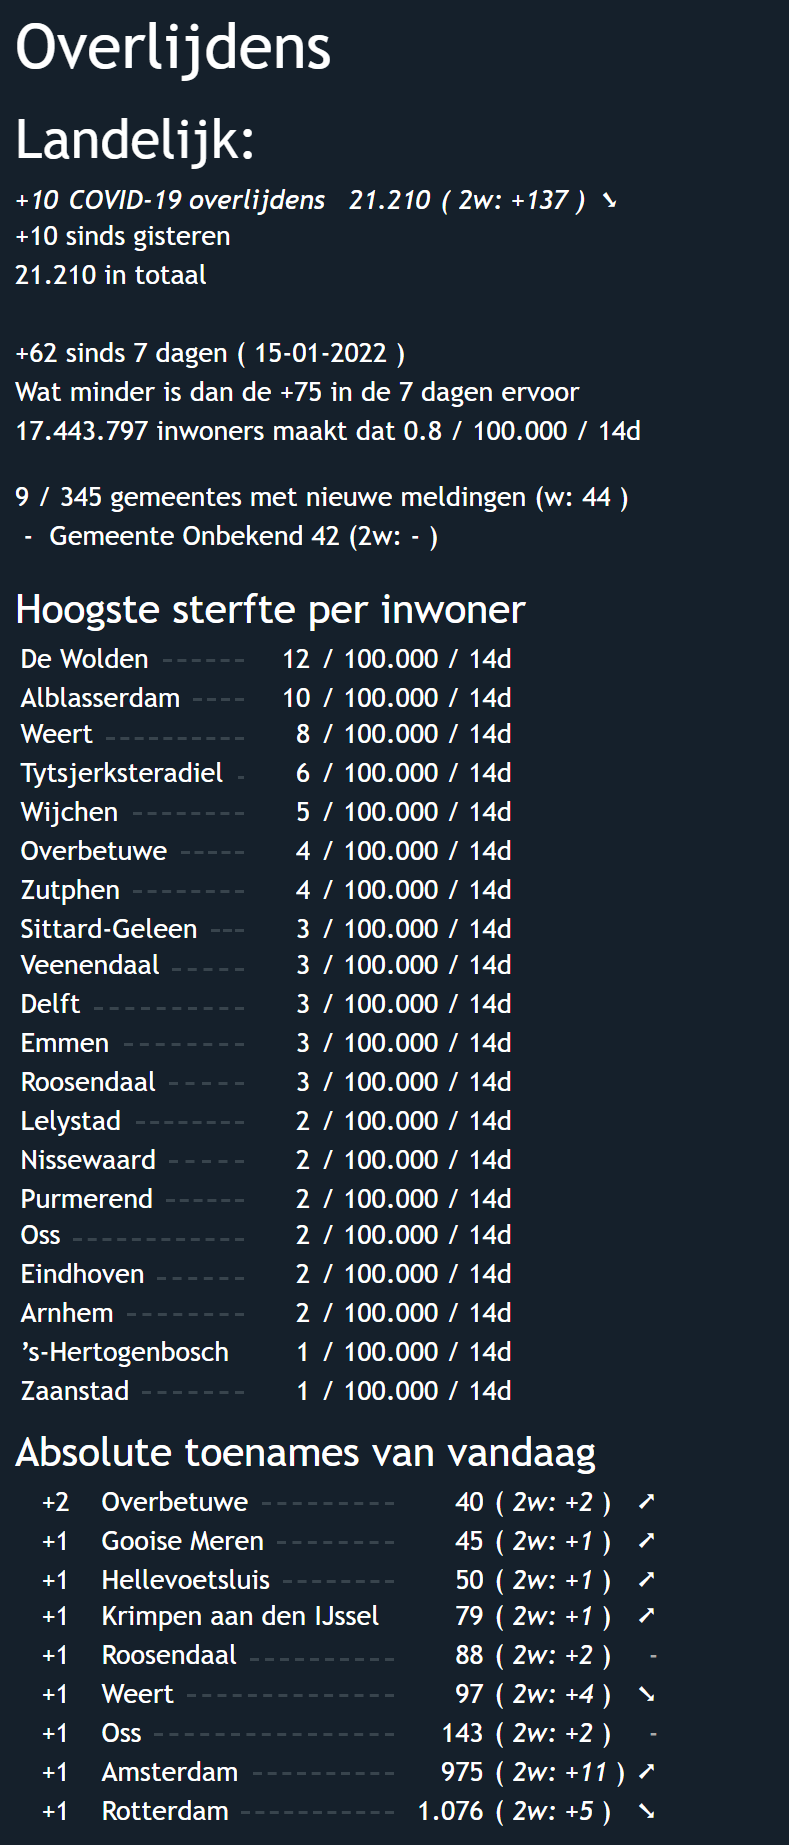 Overlijdens
Landelijk:
+10 COVID-19 overlijdens 21.210 ( 2w: +137 ) ➘
+10 sinds gisteren
21.210 in totaal
+62 sinds 7 dagen ( 15-01-2022 )
Wat minder is dan de +75 in de 7 dagen ervoor
17.443.797 inwoners maakt dat 0.8 / 100.000 / 14d
9 / 345 gemeentes met nieuwe meldingen (w: 44 )
- Gemeente Onbekend 42 (2w: - )
Hoogste sterfte per inwoner
De Wolden ------ 12 / 100.000 / 14d
Alblasserdam ---- 10 / 100.000 / 14d
Weert ---------- 8 / 100.000 / 14d
Tytsjerksteradiel - 6 / 100.000 / 14d
Wijchen -------- 5 / 100.000 / 14d
Overbetuwe ----- 4 / 100.000 / 14d
Zutphen -------- 4 / 100.000 / 14d
Sittard-Geleen --- 3 / 100.000 / 14d
Veenendaal ----- 3 / 100.000 / 14d
Delft ----------- 3 / 100.000 / 14d
Emmen --------- 3 / 100.000 / 14d
Roosendaal ----- 3 / 100.000 / 14d
Lelystad -------- 2 / 100.000 / 14d
Nissewaard ----- 2 / 100.000 / 14d
Purmerend ------ 2 / 100.000 / 14d
Oss ------------ 2 / 100.000 / 14d
Eindhoven ------ 2 / 100.000 / 14d
Arnhem -------- 2 / 100.000 / 14d
’s-Hertogenbosch 1 / 100.000 / 14d
Zaanstad ------- 1 / 100.000 / 14d
Absolute toenames van vandaag
+2 Overbetuwe --------- 40 ( 2w: +2 ) ➚
+1 Gooise Meren -------- 45 ( 2w: +1 ) ➚
+1 Hellevoetsluis -------- 50 ( 2w: +1 ) ➚
+1 Krimpen aan den IJssel 79 ( 2w: +1 ) ➚
+1 Roosendaal ---------- 88 ( 2w: +2 ) -
+1 Weert -------------- 97 ( 2w: +4 ) ➘
+1 Oss ----------------- 143 ( 2w: +2 ) -
+1 Amsterdam ---------- 975 ( 2w: +11 ) ➚
+1 Rotterdam ----------- 1.076 ( 2w: +5 ) ➘